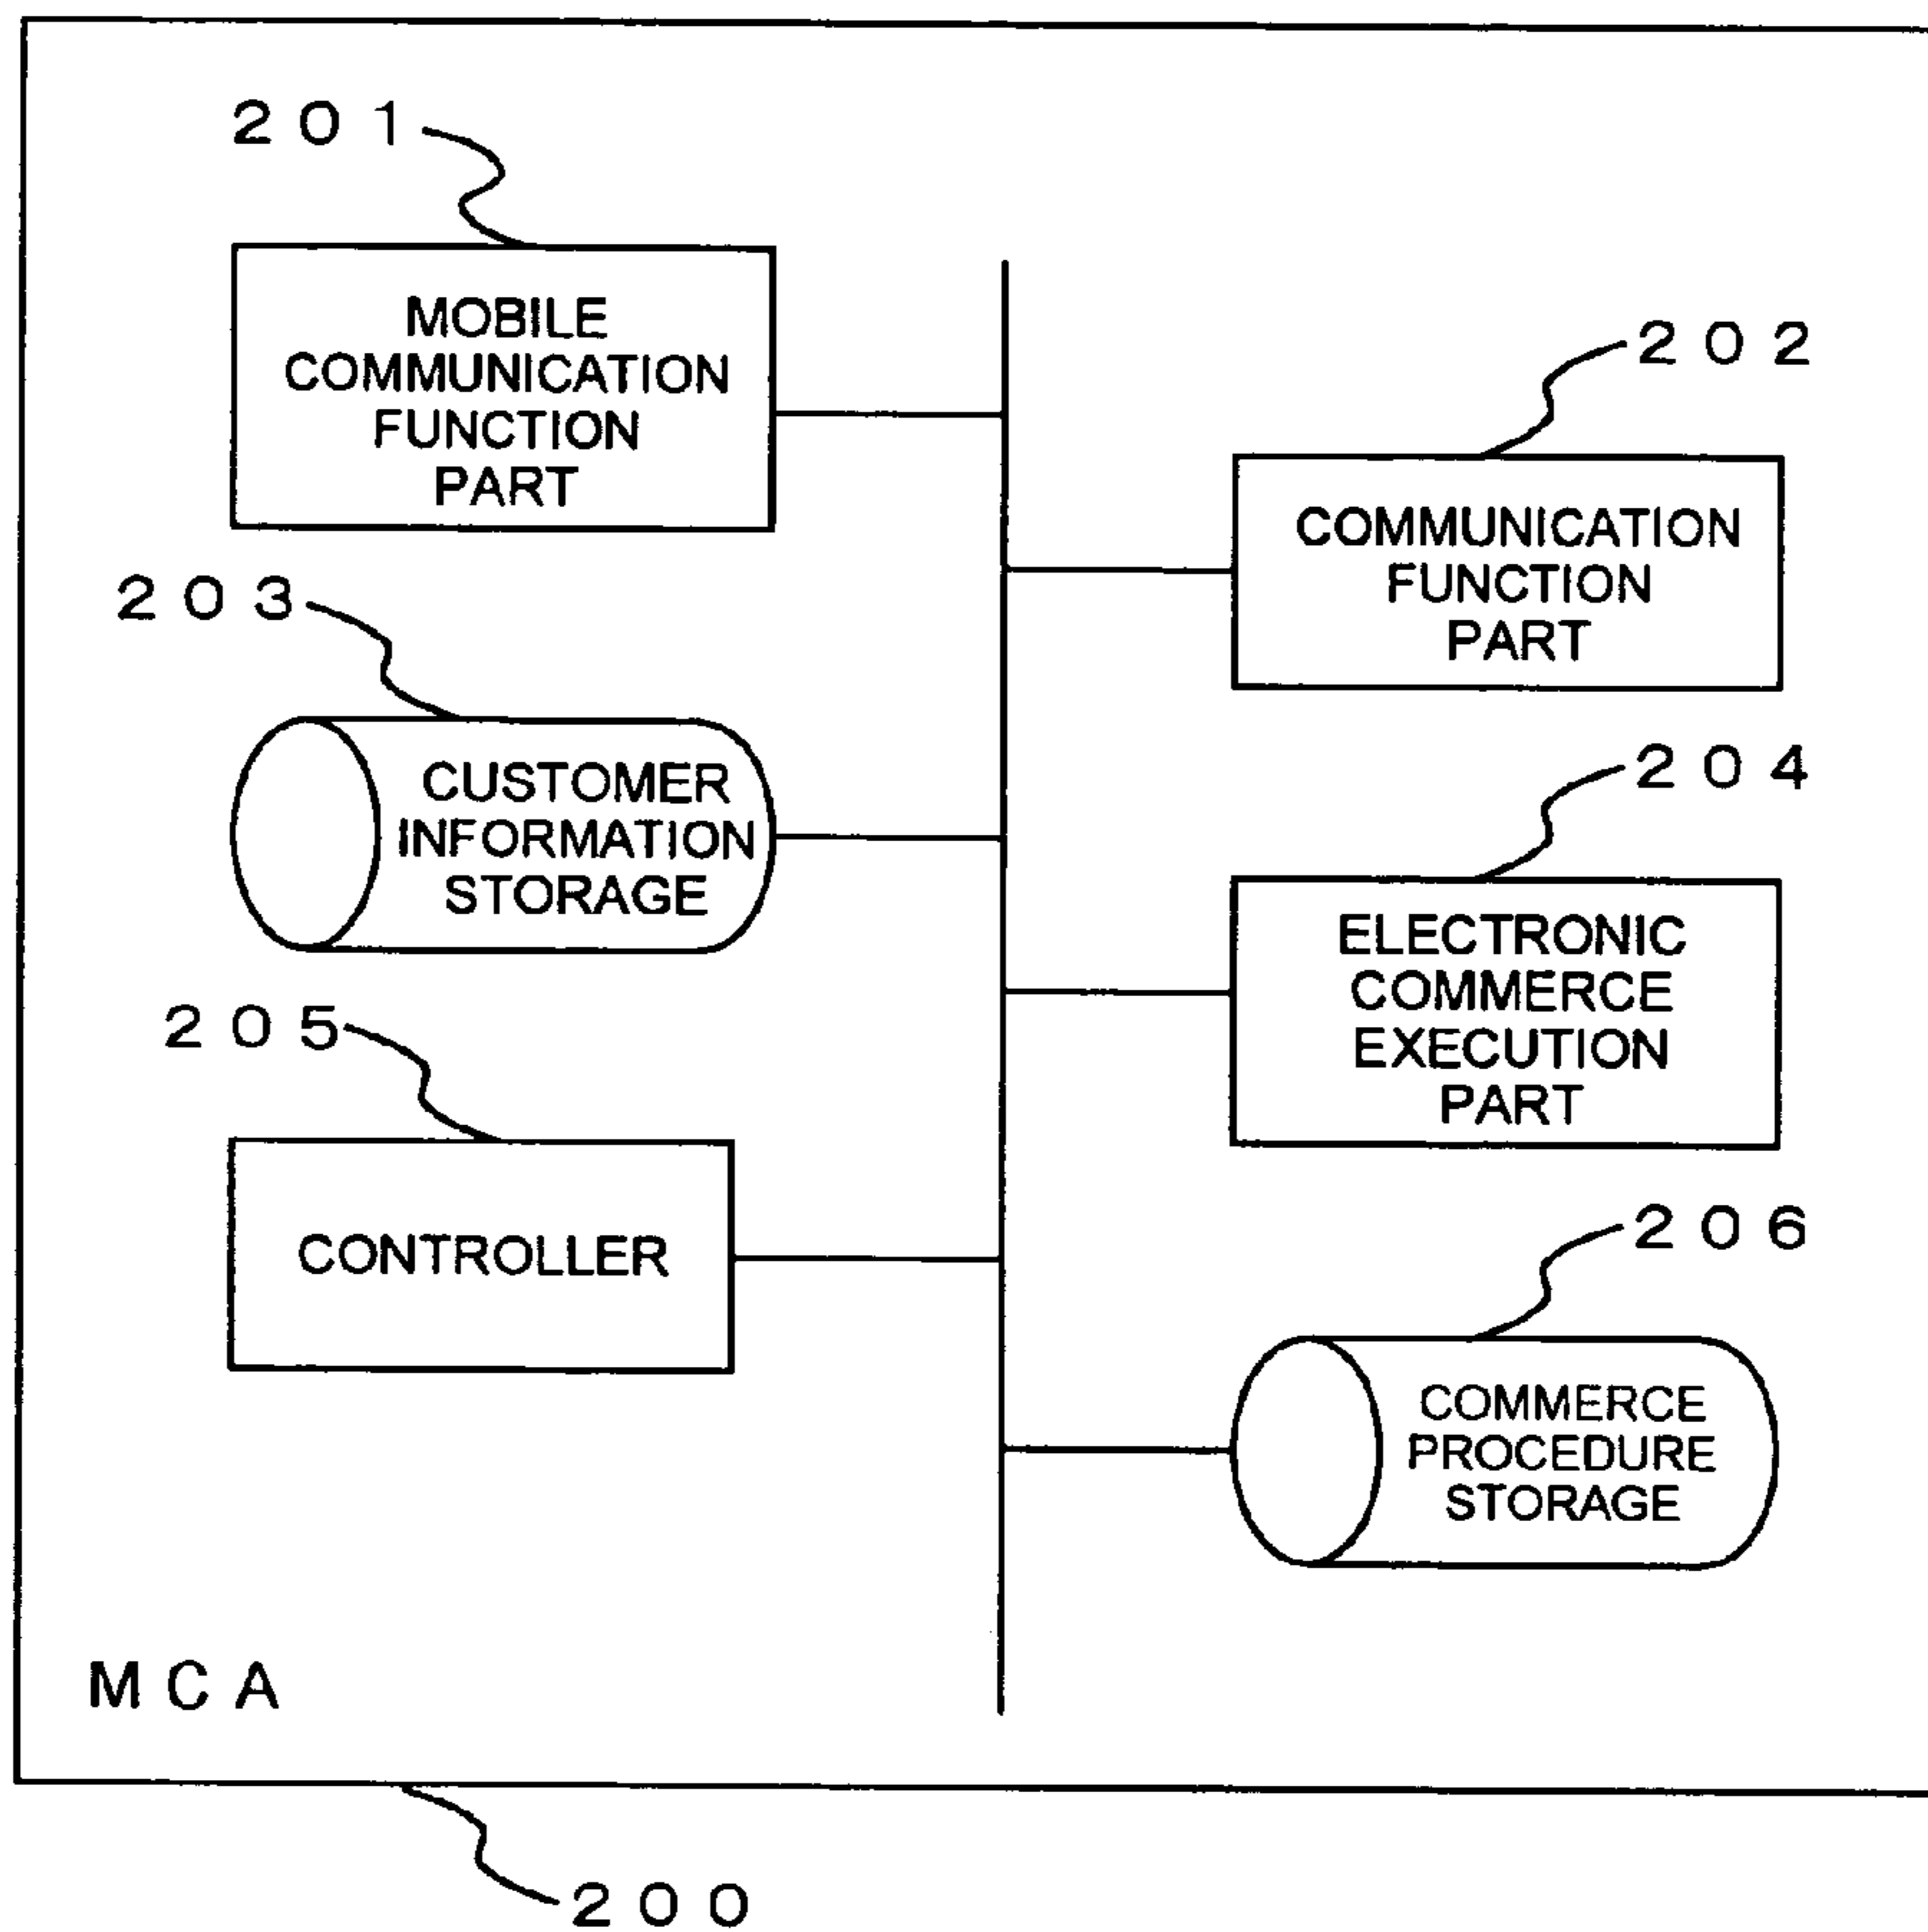 201
MOBILE
COMMUNICATION
FUNCTION
PART
202
COMMUNICATION
FUNCTION
PART
203
CUSTOMER
INFORMATION
STORAGE
204
ELECTRONIC
COMMERCE
EXECUTION
PART
205
CONTROLLER
206
COMMERCE
PROCEDURE
STORAGE
MCA
200